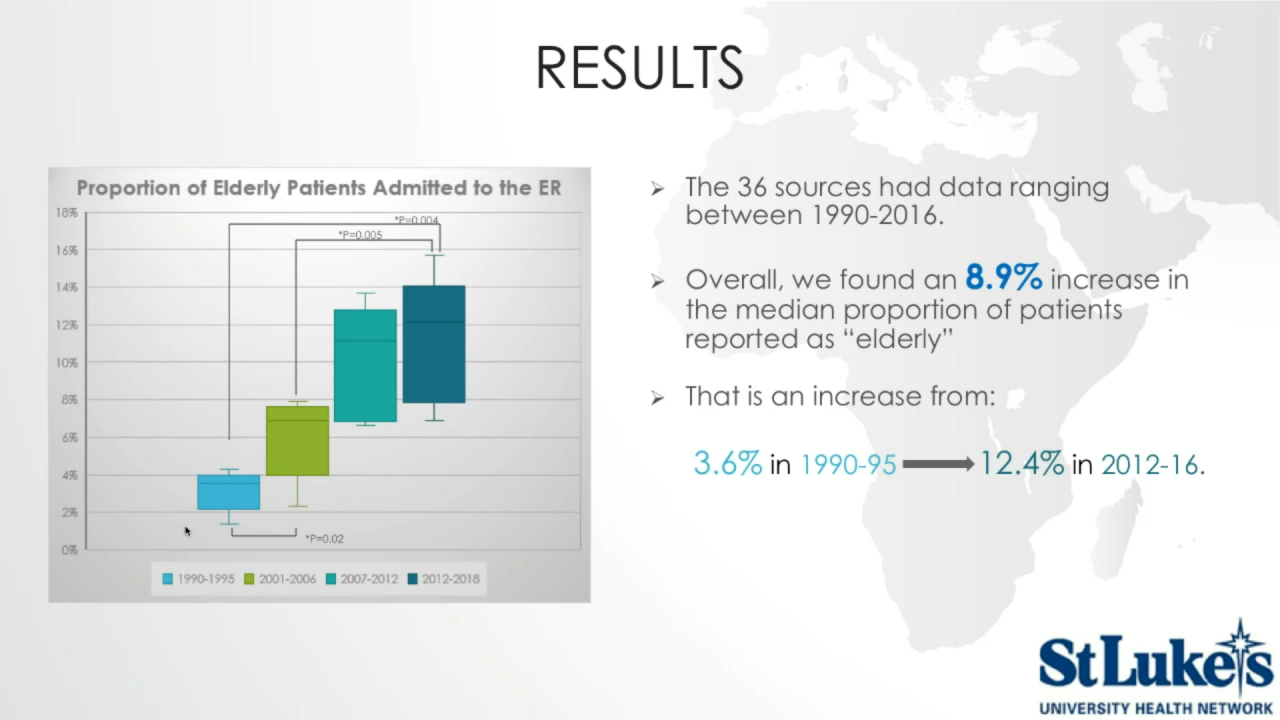 RESULTS
Proportion of Elderly Patients Admitted to the ER
18%
16%
14%
12%
10%
8%
6%
4%
2%
0%
*P=0.004
*P=0.005
*P=0.02
1990-1995 2001-2006 2007-2012 2012-2018
The 36 sources had data ranging
between 1990-2016.
Overall, we found an 8.9% increase in
the median proportion of patients
reported as “elderly”
That is an increase from:
3.6% in 1990-95 12.4% in 2012-16.
StLuke's
UNIVERSITY HEALTH NETWORK